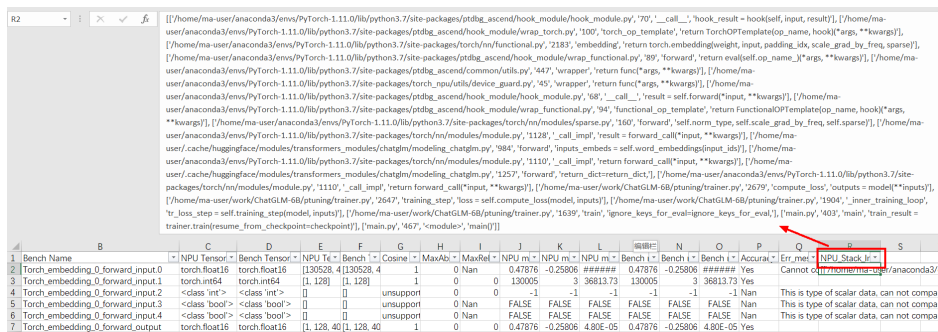 R2
fx
[['/home/ma-user/anaconda3/envs/PyTorch-1.11.0/lib/python3.7/site-packages/ptdbg_ascend/hook_module/hook_module.py', '70', '__call__', 'hook_result = hook(self, input, result)'], ['/home/ma-
user/anaconda3/envs/PyTorch-1.11.0/lib/python3.7/site-packages/ptdbg_ascend/hook_module/wrap_torch.py', '100', 'torch_op_template', 'return TorchOPTemplate(op_name, hook)(*args, **kwargs)'],
['/home/ma-user/anaconda3/envs/PyTorch-1.11.0/lib/python3.7/site-packages/torch/nn/functional.py', '2183', 'embedding', 'return torch.embedding(weight, input, padding_idx, scale_grad_by_freq, sparse)'],
['/home/ma-user/anaconda3/envs/PyTorch-1.11.0/lib/python3.7/site-packages/ptdbg_ascend/hook_module/wrap_functional.py', '89', 'forward', 'return eval(self.op_name_)(*args, **kwargs)'], ['/home/ma-
user/anaconda3/envs/PyTorch-1.11.0/lib/python3.7/site-packages/ptdbg_ascend/common/utils.py', '447', 'wrapper', 'return func(*args, **kwargs)'], ['/home/ma-
user/anaconda3/envs/PyTorch-1.11.0/lib/python3.7/site-packages/torch_npu/utils/device_guard.py', '45', 'wrapper', 'return func(*args, **kwargs)'], ['/home/ma-
user/anaconda3/envs/PyTorch-1.11.0/lib/python3.7/site-packages/ptdbg_ascend/hook_module/hook_module.py', '68', '__call__', 'result = self.forward(*input, **kwargs)'], ['/home/ma-
user/anaconda3/envs/PyTorch-1.11.0/lib/python3.7/site-packages/ptdbg_ascend/hook_module/wrap_functional.py', '94', 'functional_op_template', 'return FunctionalOPTemplate(op_name, hook)(*args,
**kwargs)'], ['/home/ma-user/anaconda3/envs/PyTorch-1.11.0/lib/python3.7/site-packages/torch/nn/modules/sparse.py', '160', 'forward', 'self.norm_type, self.scale_grad_by_freq, self.sparse)'], ['/home/ma-
user/anaconda3/envs/PyTorch-1.11.0/lib/python3.7/site-packages/torch/nn/modules/module.py', '1128', '_call_impl', 'result = forward_call(*input, **kwargs)'], ['/home/ma-
user/.cache/huggingface/modules/transformers_modules/chatglm/modeling_chatglm.py', '984', 'forward', 'inputs_embeds = self.word_embeddings(input_ids)'], ['/home/ma-
user/anaconda3/envs/PyTorch-1.11.0/lib/python3.7/site-packages/torch/nn/modules/module.py', '1110', '_call_impl', 'return forward_call(*input, **kwargs)'], ['/home/ma-
user/.cache/huggingface/modules/transformers_modules/chatglm/modeling_chatglm.py', '1257', 'forward', 'return_dict=return_dict,'], ['/home/ma-user/anaconda3/envs/PyTorch-1.11.0/lib/python3.7/site-
packages/torch/nn/modules/module.py', '1110', '_call_impl', 'return forward_call(*input, **kwargs)'], ['/home/ma-user/work/ChatGLM-6B/ptuning/trainer.py', '2679', 'compute_loss', 'outputs = model(**inputs)'],
['/home/ma-user/work/ChatGLM-6B/ptuning/trainer.py', '2647', 'training_step', 'loss = self.compute_loss(model, inputs)'], ['/home/ma-user/work/ChatGLM-6B/ptuning/trainer.py', '1904', '_inner_training_loop',
'tr_loss_step = self.training_step(model, inputs)'], ['/home/ma-user/work/ChatGLM-6B/ptuning/trainer.py', '1639', 'train', 'ignore_keys_for_eval=ignore_keys_for_eval,'], ['main.py', '403', 'main', 'train_result =
trainer.train(resume_from_checkpoint=checkpoint)'], ['main.py', '467', '<module>', 'main()']]
B C D E F G H I J K L 编辑栏 N O P Q R S
1 Bench Name NPU Tensor Bench Tensor NPU Te Bench Cosine MaxAb MaxRel NPU m NPU m NPU m Bench Bench Bench Accura Err_mes NPU_Stack_In
2 Torch_embedding_0_forward_input.0 torch.float16 torch.float16 [130528, 4 [130528, 4 1 0 Nan 0.47876 -0.25806 ###### 0.47876 -0.25806 ###### Yes Cannot co [['/home/ma-user/anaconda3/
3 Torch_embedding_0_forward_input.1 torch.int64 torch.int64 [1, 128] [1, 128] 1 0 0 130005 3 36813.73 130005 3 36813.73 Yes
4 Torch_embedding_0_forward_input.2 <class 'int'> <class 'int'> [] [] unsupport 0 0 -1 -1 -1 -1 -1 -1 Nan This is type of scalar data, can not compa
5 Torch_embedding_0_forward_input.3 <class 'bool'> <class 'bool'> [] [] unsupport 0 Nan FALSE FALSE FALSE FALSE FALSE FALSE Nan This is type of scalar data, can not compa
6 Torch_embedding_0_forward_input.4 <class 'bool'> <class 'bool'> [] [] unsupport 0 Nan FALSE FALSE FALSE FALSE FALSE FALSE Nan This is type of scalar data, can not compa
7 Torch_embedding_0_forward_output torch.float16 torch.float16 [1, 128, 40 [1, 128, 40 1 0 0 0.47876 -0.25806 4.80E-05 0.47876 -0.25806 4.80E-05 Yes